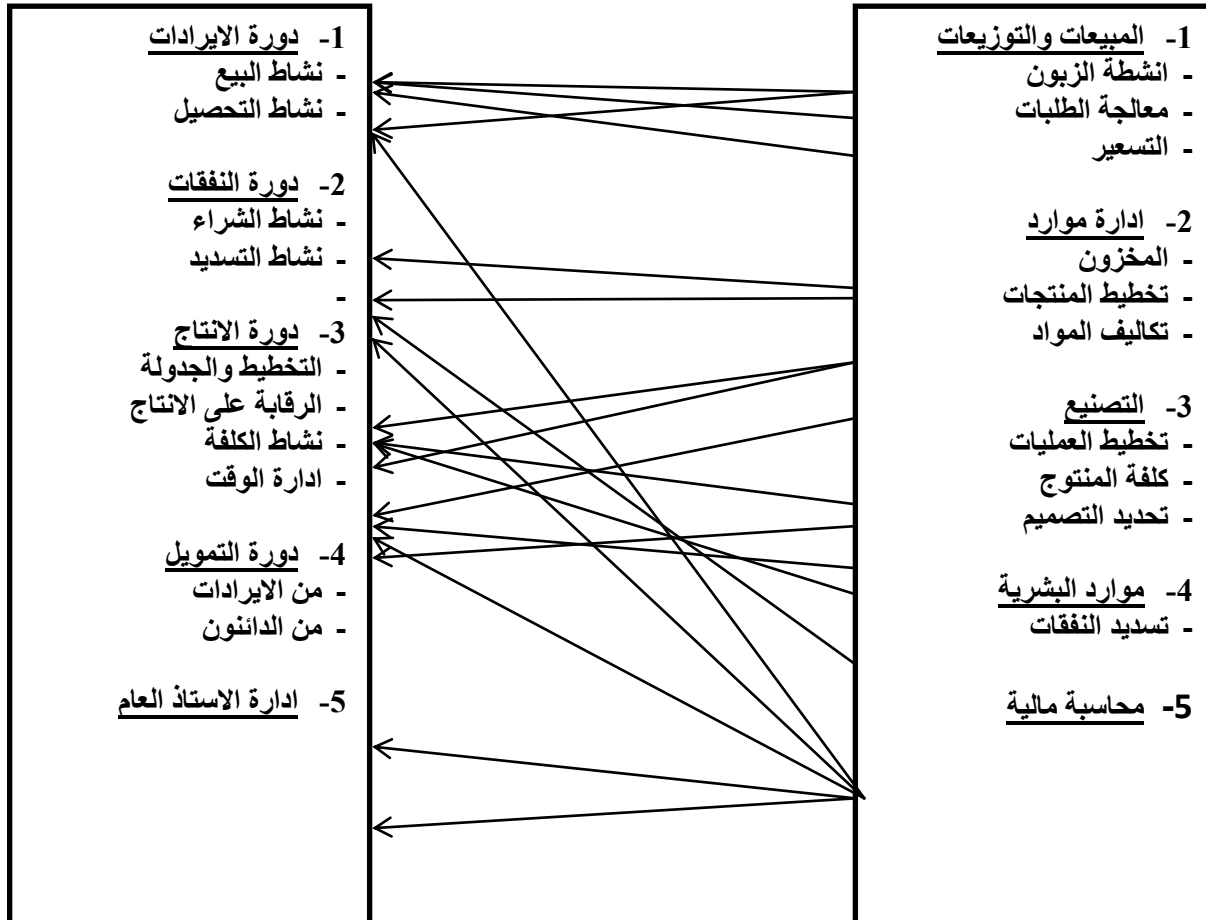 1- المبيعات والتوزيعات
- انشطة الزبون
- معالجة الطلبات
- التسعير
2- ادارة موارد
- المخزون
- تخطيط المنتجات
- تكاليف المواد
3- التصنيع
- تخطيط العمليات
- كلفة المنتوج
- تحديد التصميم
4- موارد البشرية
- تسديد النفقات
5- محاسبة مالية
1- دورة الايرادات
- نشاط البيع
- نشاط التحصيل
2- دورة النفقات
- نشاط الشراء
- نشاط التسديد
-
3- دورة الانتاج
- التخطيط والجدولة
- الرقابة على الانتاج
- نشاط الكلفة
- ادارة الوقت
4- دورة التمويل
- من الايرادات
- من الدائنون
5- ادارة الاستاذ العام